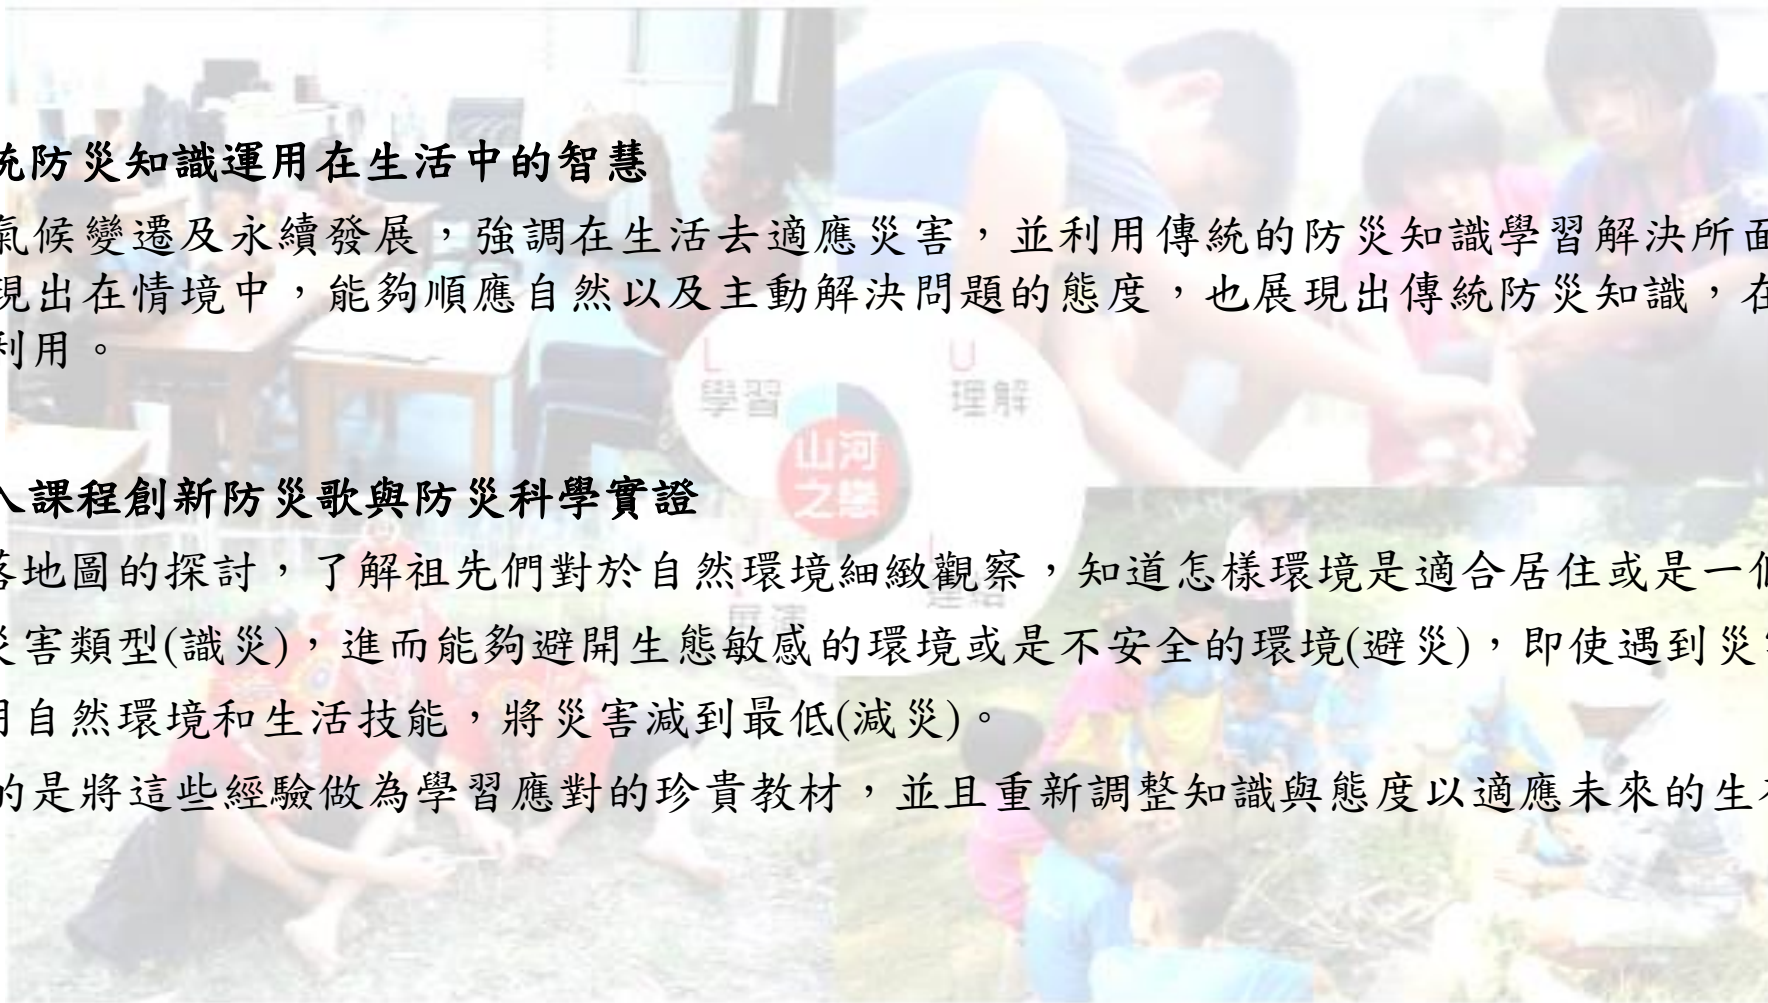 統防災知識運用在生活中的智慧
氣候變遷及永續發展，強調在生活去適應災害，並利用傳統的防災知識學習解決所面
現出在情境中，能夠順應自然以及主動解決問題的態度，也展現出傳統防災知識，在
利用。
L
學習
U
理解
山河
之戀
入課程創新防災歌與防災科學實證
落地圖的探討，了解祖先們對於自然環境細緻觀察，知道怎樣環境是適合居住或是一個
連結
展演
災害類型(識災)，進而能夠避開生態敏感的環境或是不安全的環境(避災)，即使遇到災害
用自然環境和生活技能，將災害減到最低(減災)。
的是將這些經驗做為學習應對的珍貴教材，並且重新調整知識與態度以適應未來的生